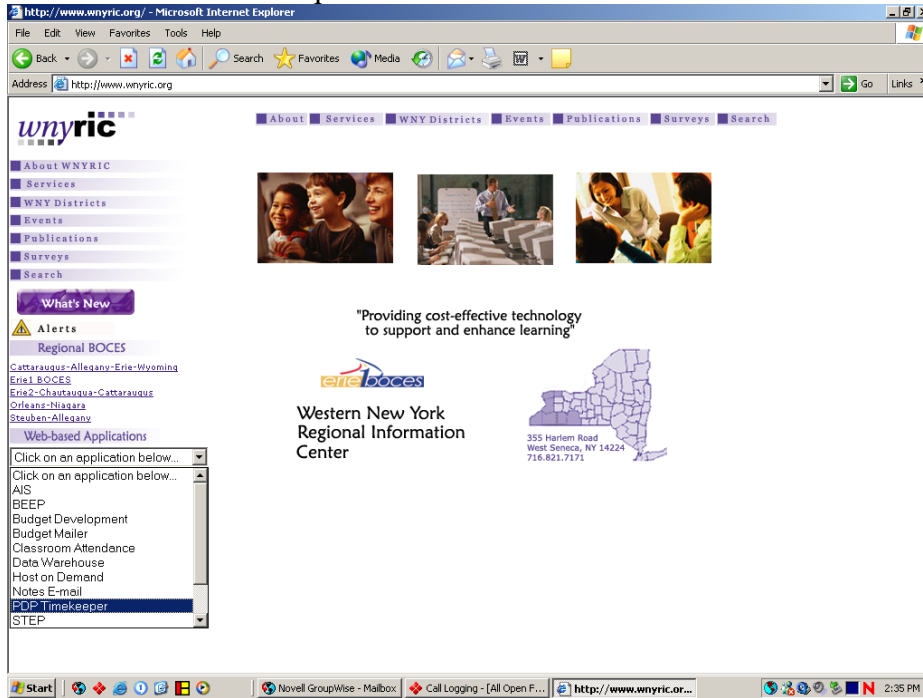 http://www.wnyric.org/ - Microsoft Internet Explorer
File Edit View Favorites Tools Help
Back Search Favorites Media
Address http://www.wnyric.org Go Links
wnyric
About Services WNY Districts Events Publications Surveys Search
About WNYRIC
Services
WNY Districts
Events
Publications
Surveys
Search
What's New
Alerts
Regional BOCES
Cattaraugus-Allegany-Erie-Wyoming
Erie1 BOCES
Erie2-Chautauqua-Cattaraugus
Orleans-Niagara
Steuben-Allegany
Web-based Applications
Click on an application below...
Click on an application below...
AIS
BEEP
Budget Development
Budget Mailer
Classroom Attendance
Data Warehouse
Host on Demand
Notes E-mail
PDP Timekeeper
STEP
"Providing cost-effective technology
to support and enhance learning"
erie boces
Western New York
Regional Information
Center
355 Harlem Road
West Seneca, NY 14224
716.821.7171
Start Novell GroupWise - Mailbox Call Logging - [All Open F... http://www.wnyric.or... 2:35 PM